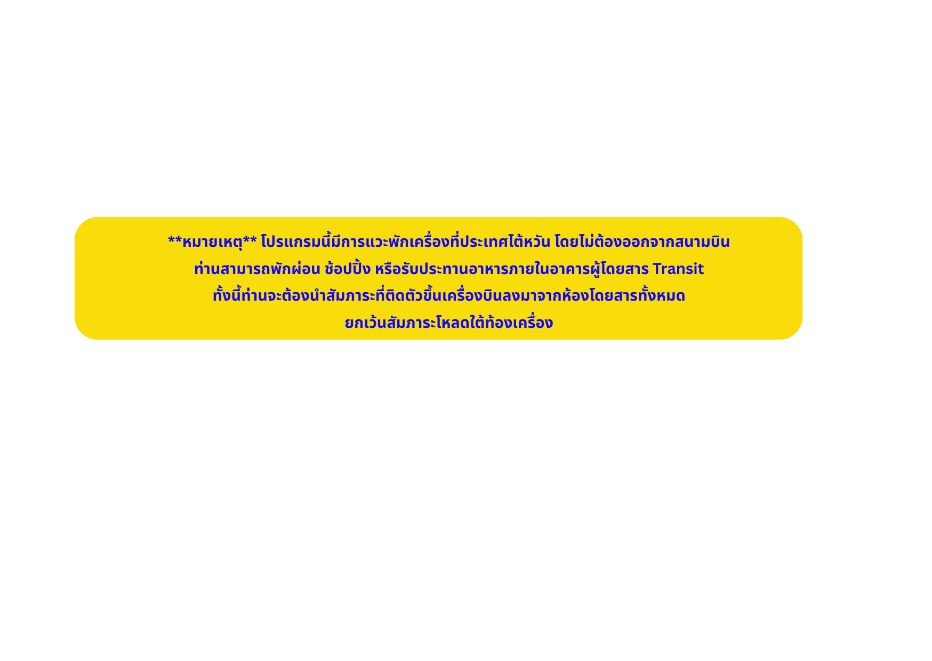 **หมายเหตุ** โปรแกรมนี้มีการแวะพักเครื่องที่ประเทศไต้หวัน โดยไม่ต้องออกจากสนามบิน
ท่านสามารถพักผ่อน ช้อปปิ้ง หรือรับประทานอาหารภายในอาคารผู้โดยสาร Transit
ทั้งนี้ท่านจะต้องนำสัมภาระที่ติดตัวขึ้นเครื่องบินลงมาจากห้องโดยสารทั้งหมด
ยกเว้นสัมภาระโหลดใต้ท้องเครื่อง